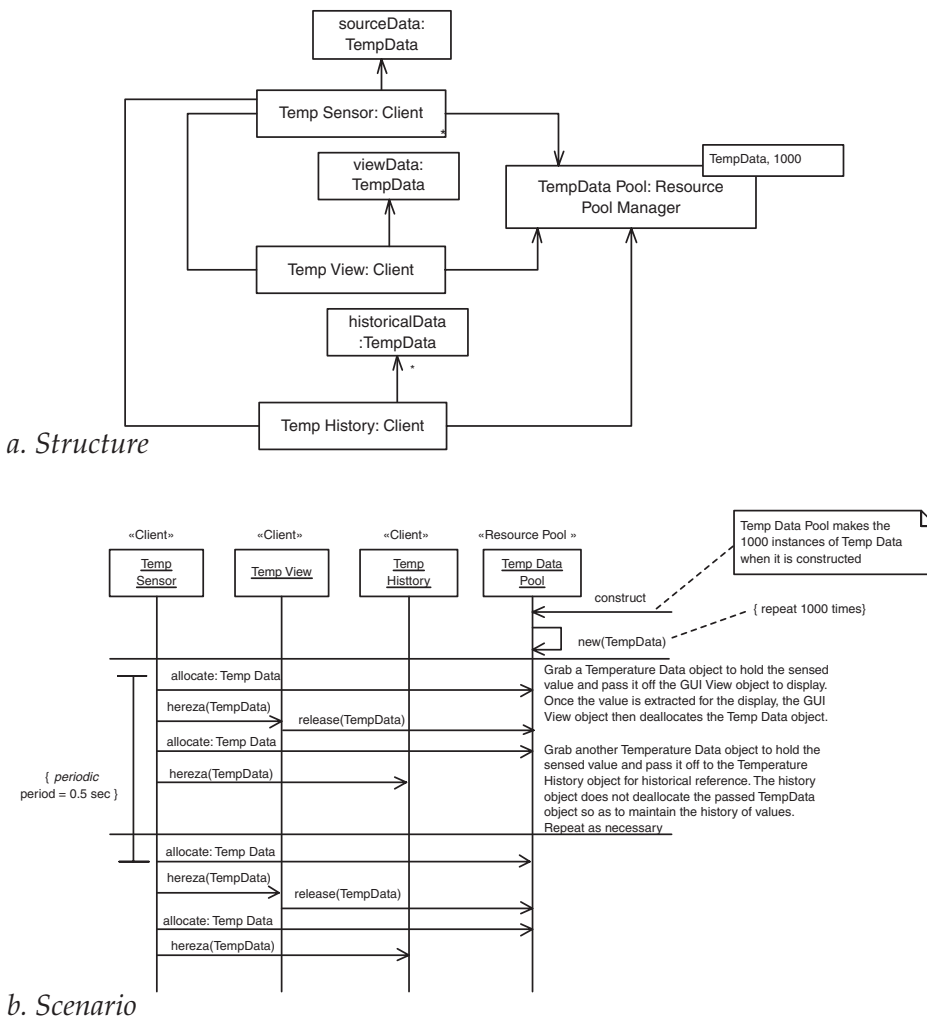 sourceData:
TempData
Temp Sensor: Client
*
viewData:
TempData
TempData, 1000
TempData Pool: Resource
Pool Manager
Temp View: Client
historicalData
:TempData
*
Temp History: Client
a. Structure
«Client»
«Client»
«Client»
«Resource Pool »
Temp
Sensor
Temp View
Temp
Histtory
Temp Data
Pool
Temp Data Pool makes the
1000 instances of Temp Data
when it is constructed
construct
{ repeat 1000 times}
new(TempData)
allocate: Temp Data
hereza(TempData)
release(TempData)
allocate: Temp Data
hereza(TempData)
Grab a Temperature Data object to hold the sensed
value and pass it off the GUI View object to display.
Once the value is extracted for the display, the GUI
View object then deallocates the Temp Data object.
Grab another Temperature Data object to hold the
sensed value and pass it off to the Temperature
History object for historical reference. The history
object does not deallocate the passed TempData
object so as to maintain the history of values.
Repeat as necessary
{ periodic
period = 0.5 sec }
allocate: Temp Data
hereza(TempData)
release(TempData)
allocate: Temp Data
hereza(TempData)
b. Scenario